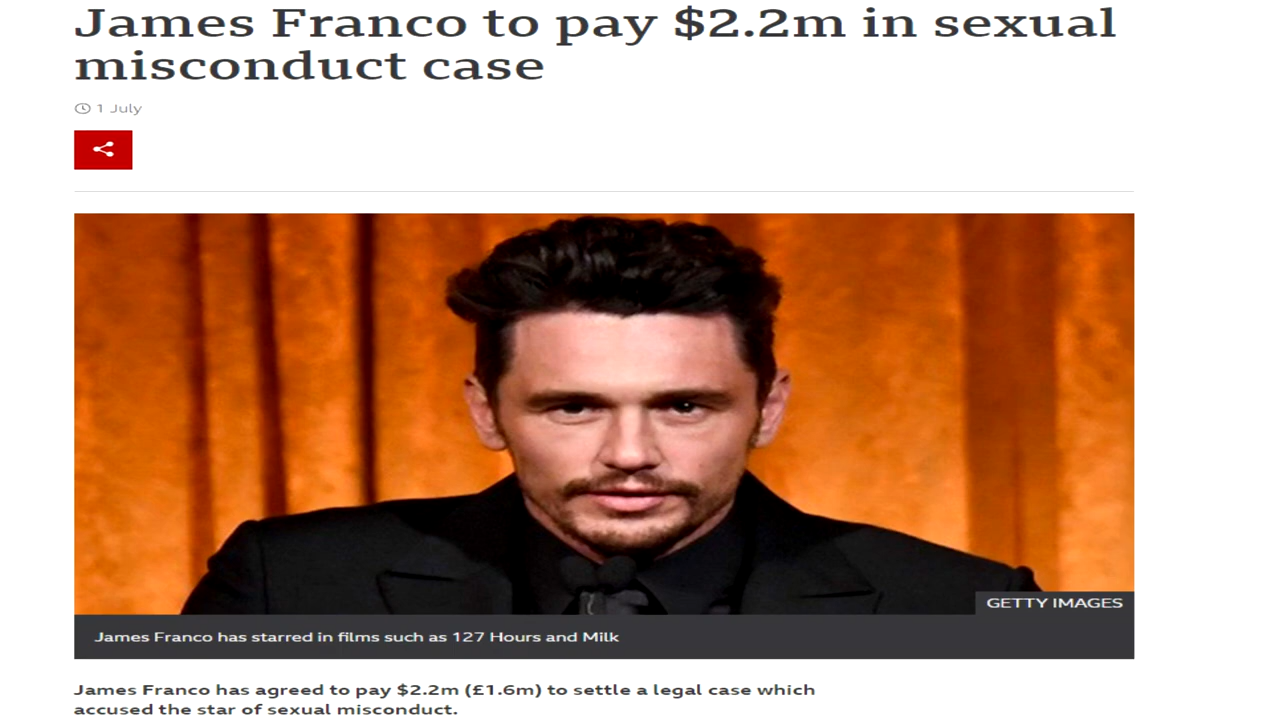 James Franco to pay $2.2m in sexual
misconduct case
1 July
GETTY IMAGES
James Franco has starred in films such as 127 Hours and Milk
James Franco has agreed to pay $2.2m (£1.6m) to settle a legal case which
accused the star of sexual misconduct.